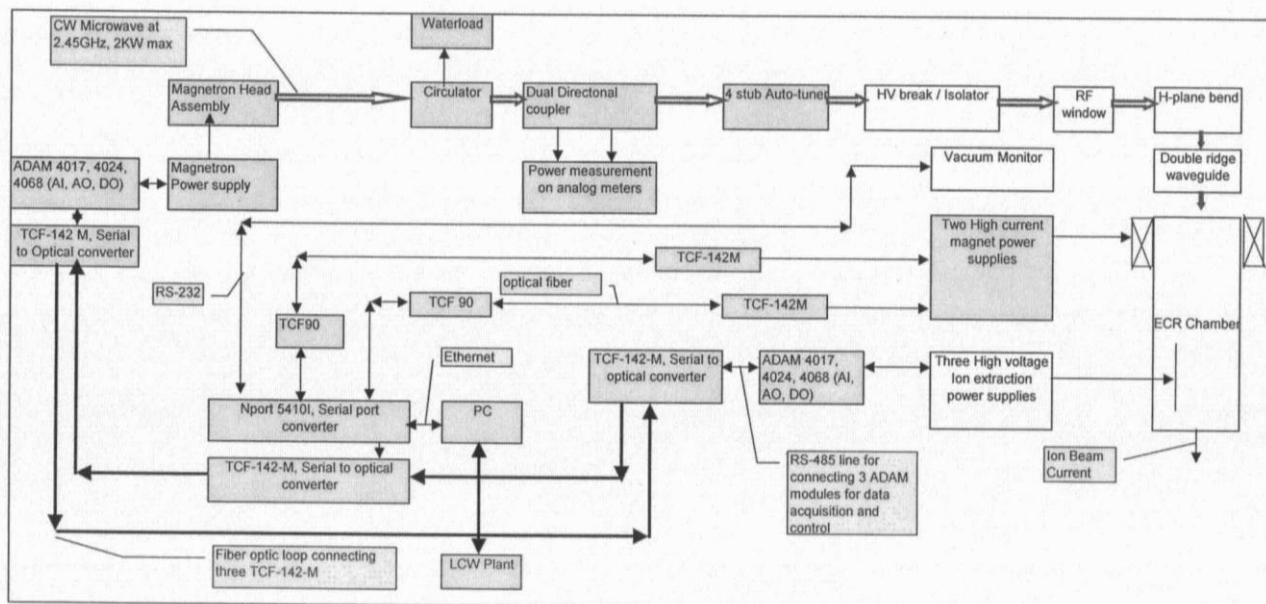 CW Microwave at
2.45GHz, 2KW max
Waterload
Magnetron Head
Assembly
Circulator
Dual Directonal
coupler
4 stub Auto-tuner
HV break / Isolator
RF
window
H-plane bend
ADAM 4017, 4024,
4068 (AI, AO, DO)
Magnetron
Power supply
Power measurement
on analog meters
Vacuum Monitor
Double ridge
waveguide
TCF-142 M, Serial
to Optical converter
Two High current
magnet power
supplies
TCF-142M
RS-232
optical fiber
TCF 90
TCF-142M
TCF90
ECR Chamber
Ethernet
TCF-142-M, Serial to
optical converter
ADAM 4017,
4024, 4068 (AI,
AO, DO)
Three High voltage
Ion extraction
power supplies
Nport 5410I, Serial port
converter
PC
TCF-142-M, Serial to optical
converter
RS-485 line for
connecting 3 ADAM
modules for data
acquisition and
control
Ion Beam
Current
Fiber optic loop connecting
three TCF-142-M
LCW Plant